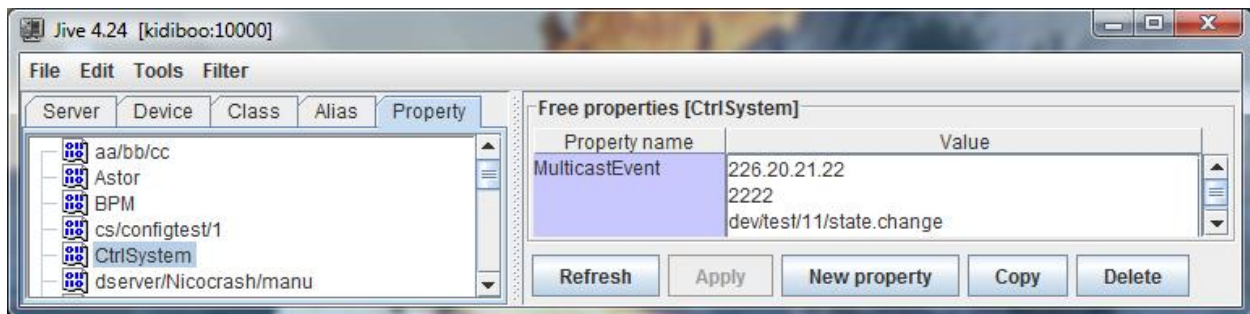 Jive 4.24 [kidiboo:10000]
File Edit Tools Filter
Server Device Class Alias Property
aa/bb/cc
Astor
BPM
cs/configtest/1
CtrlSystem
dserver/Nicocrash/manu
Free properties [CtrlSystem]
Property name Value
MulticastEvent 226.20.21.22
2222
dev/test/11/state.change
Refresh Apply New property Copy Delete